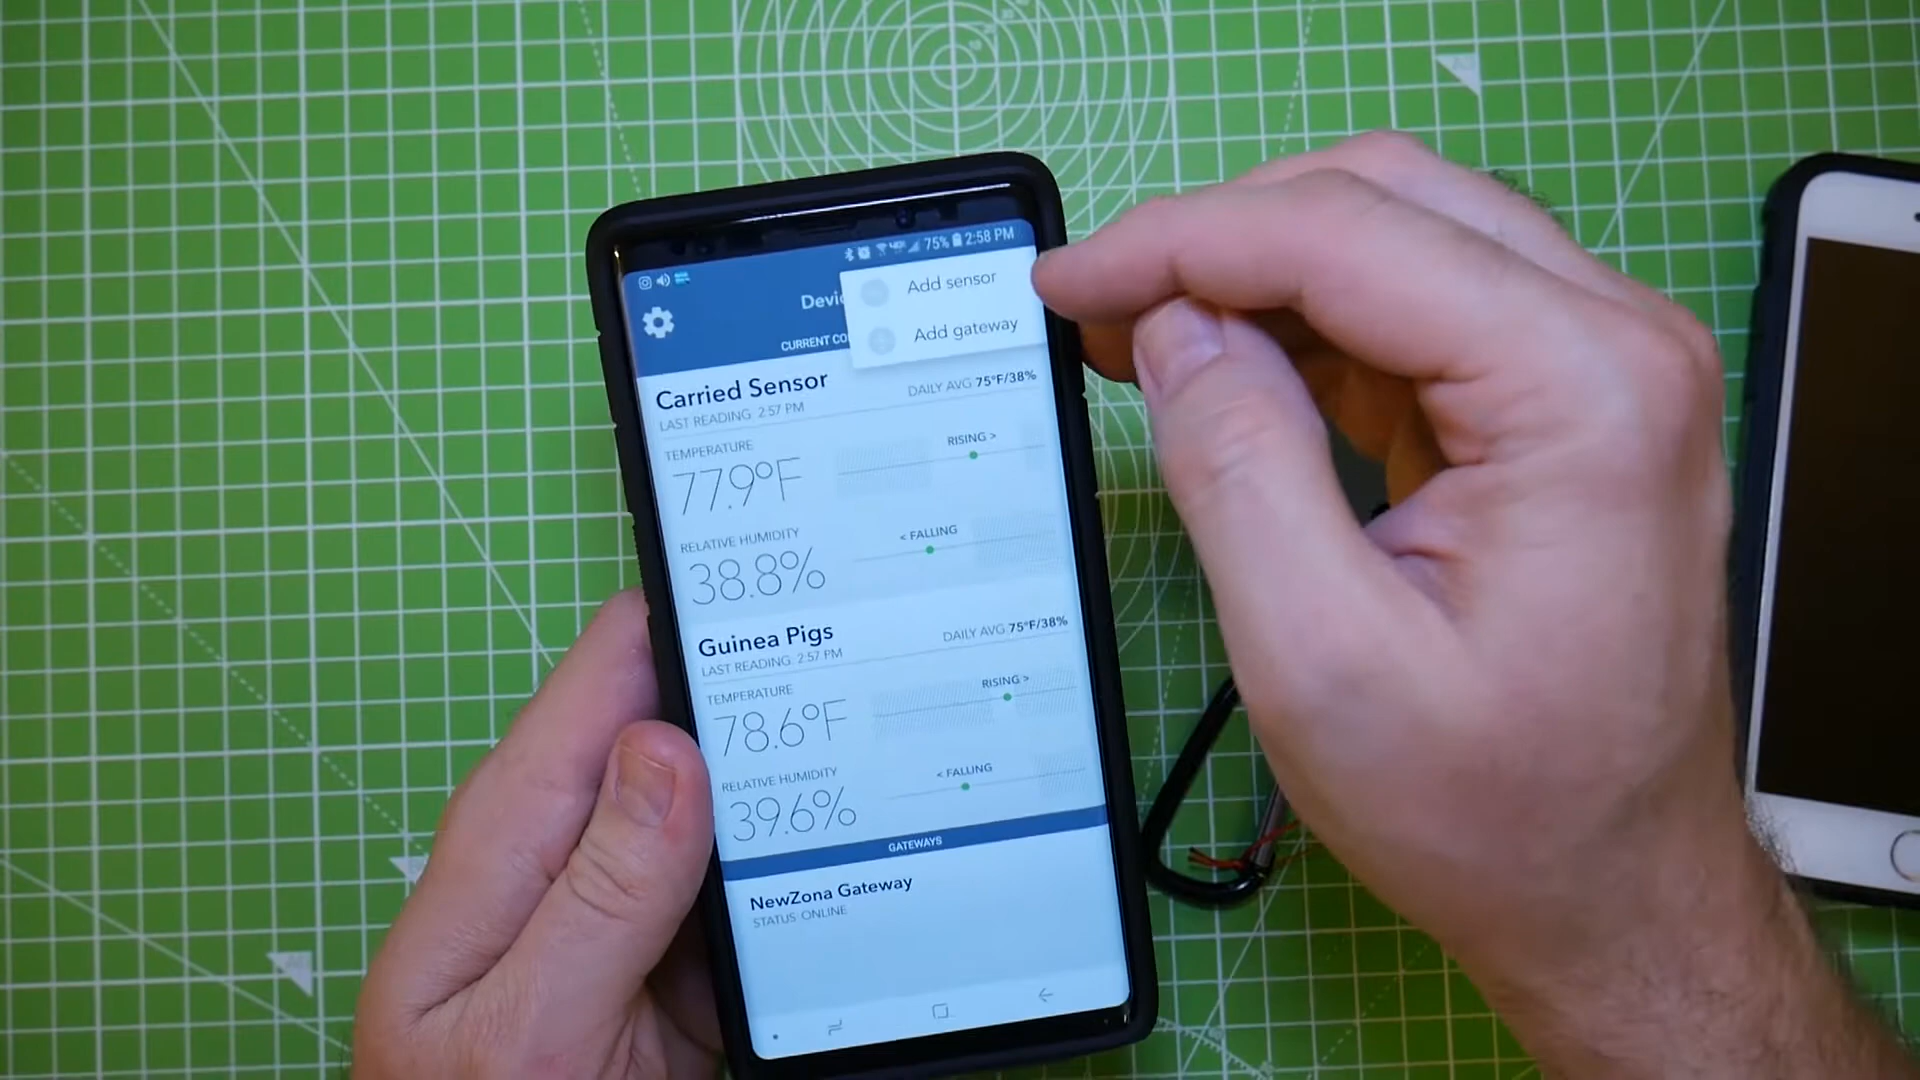 75% 2:58 PM
Add sensor
Add gateway
Devi
CURRENT CO
Carried Sensor
LAST READING 2:57 PM
DAILY AVG 75°F/38%
TEMPERATURE
77.9°F
RISING >
RELATIVE HUMIDITY
38.8%
< FALLING
Guinea Pigs
LAST READING 2:57 PM
DAILY AVG 75°F/38%
TEMPERATURE
78.6°F
RISING >
RELATIVE HUMIDITY
39.6%
< FALLING
GATEWAYS
NewZona Gateway
STATUS: ONLINE